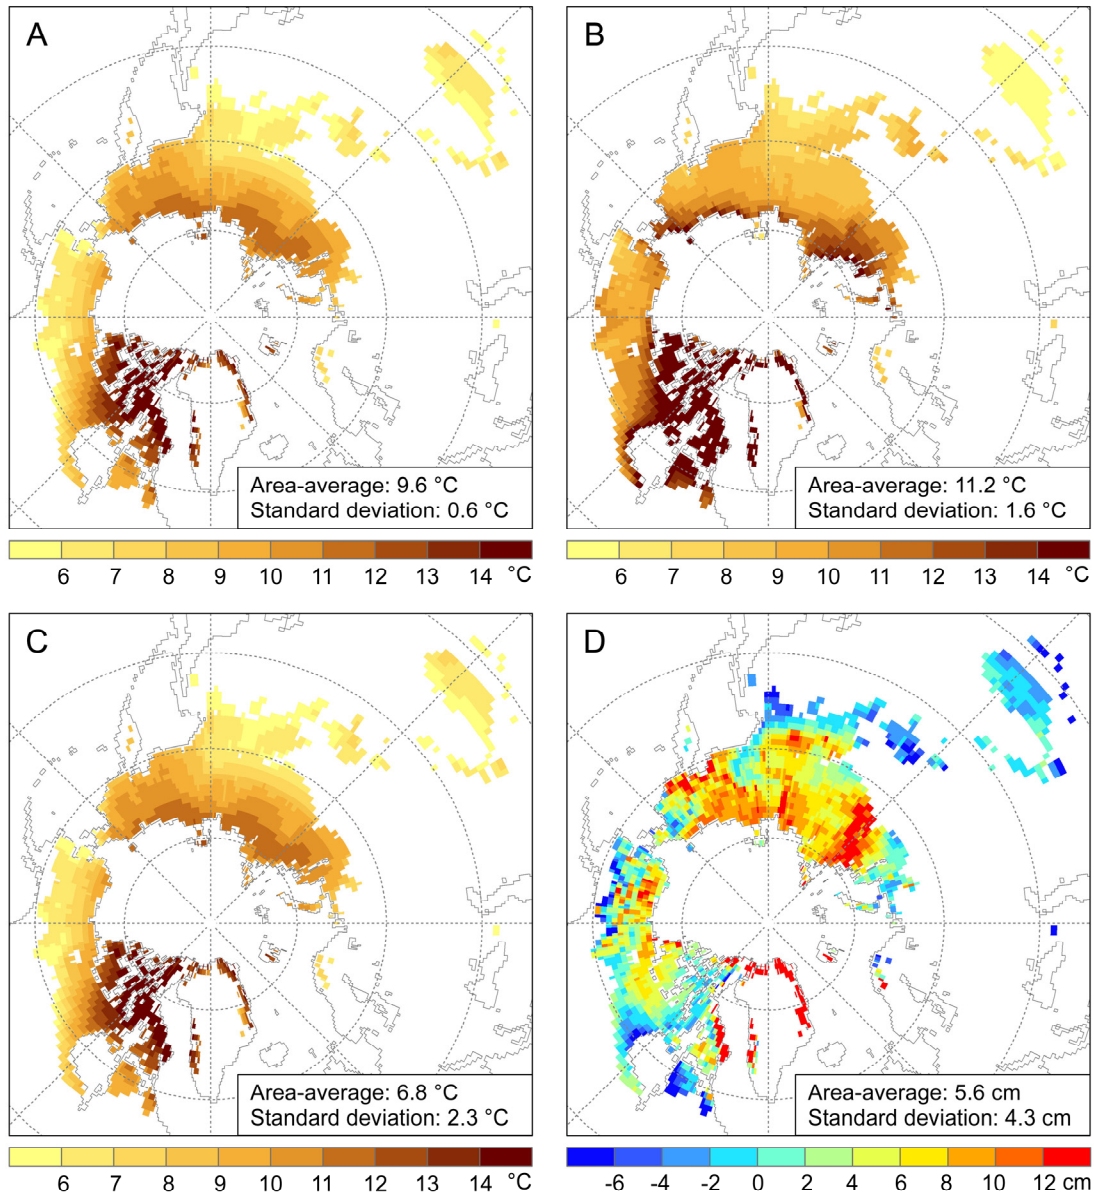 A
B
Area-average: 9.6 °C
Standard deviation: 0.6 °C
Area-average: 11.2 °C
Standard deviation: 1.6 °C
6 7 8 9 10 11 12 13 14 °C
6 7 8 9 10 11 12 13 14 °C
C
D
Area-average: 6.8 °C
Standard deviation: 2.3 °C
Area-average: 5.6 cm
Standard deviation: 4.3 cm
6 7 8 9 10 11 12 13 14 °C
-6 -4 -2 0 2 4 6 8 10 12 cm